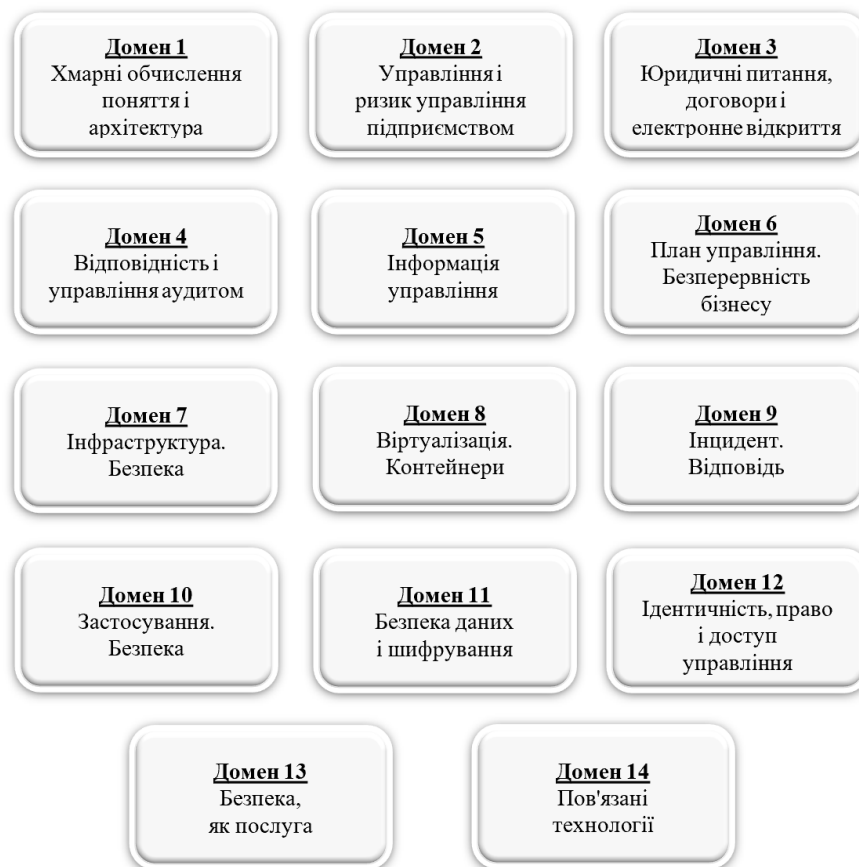 Домен 1
Хмарні обчислення
поняття і
архітектура
Домен 2
Управління і
ризик управління
підприємством
Домен 3
Юридичні питання,
договори і
електронне відкриття
Домен 4
Відповідність і
управління аудитом
Домен 5
Інформація
управління
Домен 6
План управління.
Безперервність
бізнесу
Домен 7
Інфраструктура.
Безпека
Домен 8
Віртуалізація.
Контейнери
Домен 9
Інцидент.
Відповідь
Домен 10
Застосування.
Безпека
Домен 11
Безпека даних
і шифрування
Домен 12
Ідентичність, право
і доступ
управління
Домен 13
Безпека,
як послуга
Домен 14
Пов'язані
технології